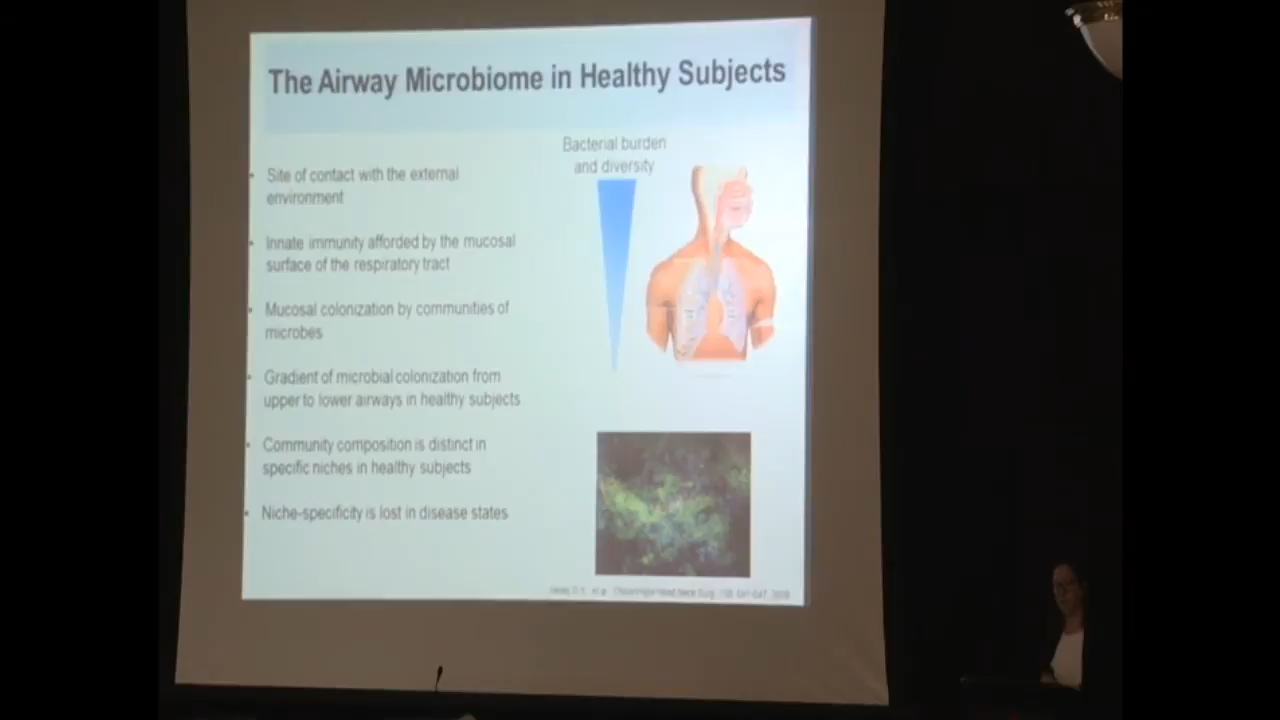 The Airway Microbiome in Healthy Subjects
Bacterial burden
and diversity
• Site of contact with the external
environment
• Innate immunity afforded by the mucosal
surface of the respiratory tract
• Mucosal colonization by communities of
microbes
• Gradient of microbial colonization from
upper to lower airways in healthy subjects
• Community composition is distinct in
specific niches in healthy subjects
• Niche-specificity is lost in disease states